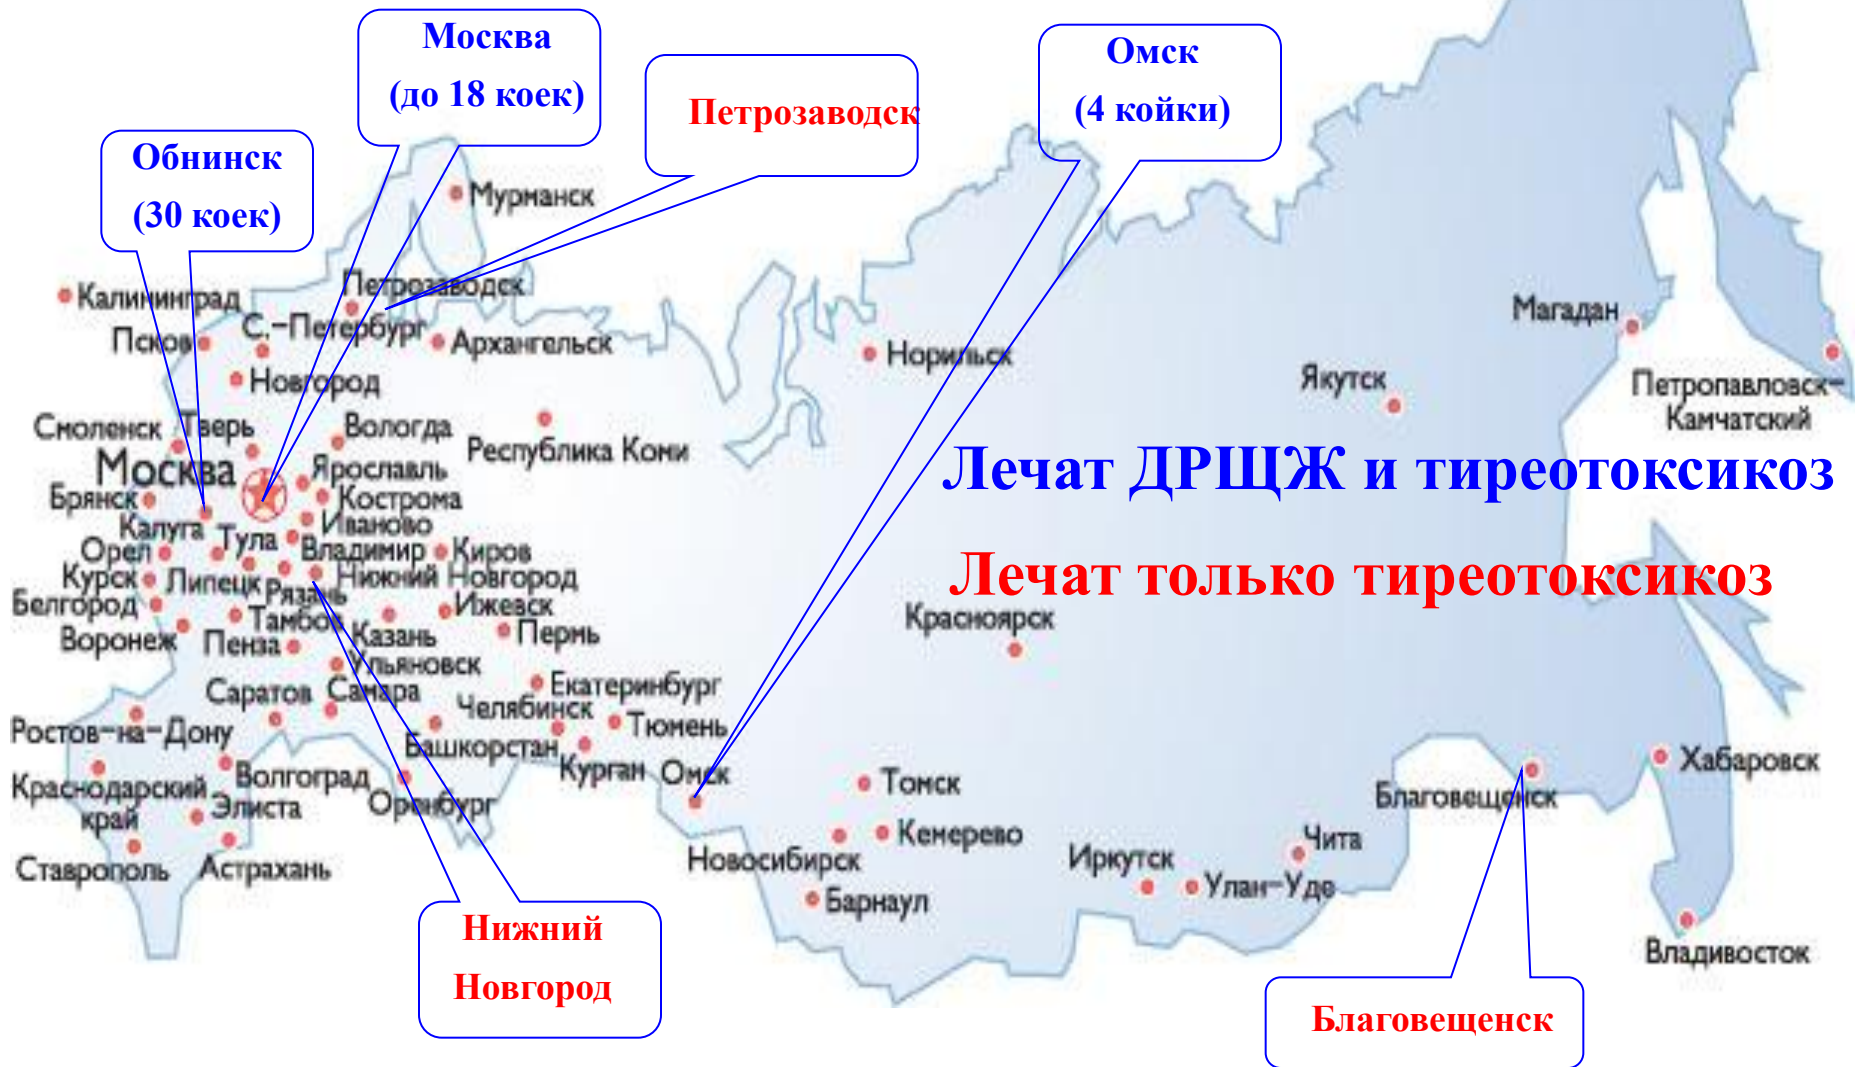 Москва
(до 18 коек)
Омск
(4 койки)
Петрозаводск
Обнинск
(30 коек)
Мурманск
Петрозаводск
Калининград
С.-Петербург
Псков
Архангельск
Новгород
Норильск
Магадан
Якутск
Петропавловск-
Камчатский
Смоленск
Тверь
Вологда
Республика Коми
Лечат ДРЩЖ и тиреотоксикоз
Москва
Ярославль
Брянск
Кострома
Калуга
Иваново
Орел
Тула
Владимир
Киров
Курск
Липецк
Рязань
Нижний Новгород
Лечат только тиреотоксикоз
Белгород
Тамбов
Ижевск
Воронеж
Пенза
Казань
Пермь
Красноярск
Ульяновск
Саратов
Самара
Екатеринбург
Челябинск
Ростов-на-Дону
Тюмень
Башкорстан
Волгоград
Курган
Омск
Хабаровск
Краснодарский
край
Оренбург
Томск
Благовещенск
Элиста
Кемерево
Чита
Ставрополь
Астрахань
Новосибирск
Иркутск
Улан-Удe
Барнаул
Владивосток
Нижний
Новгород
Благовещенск